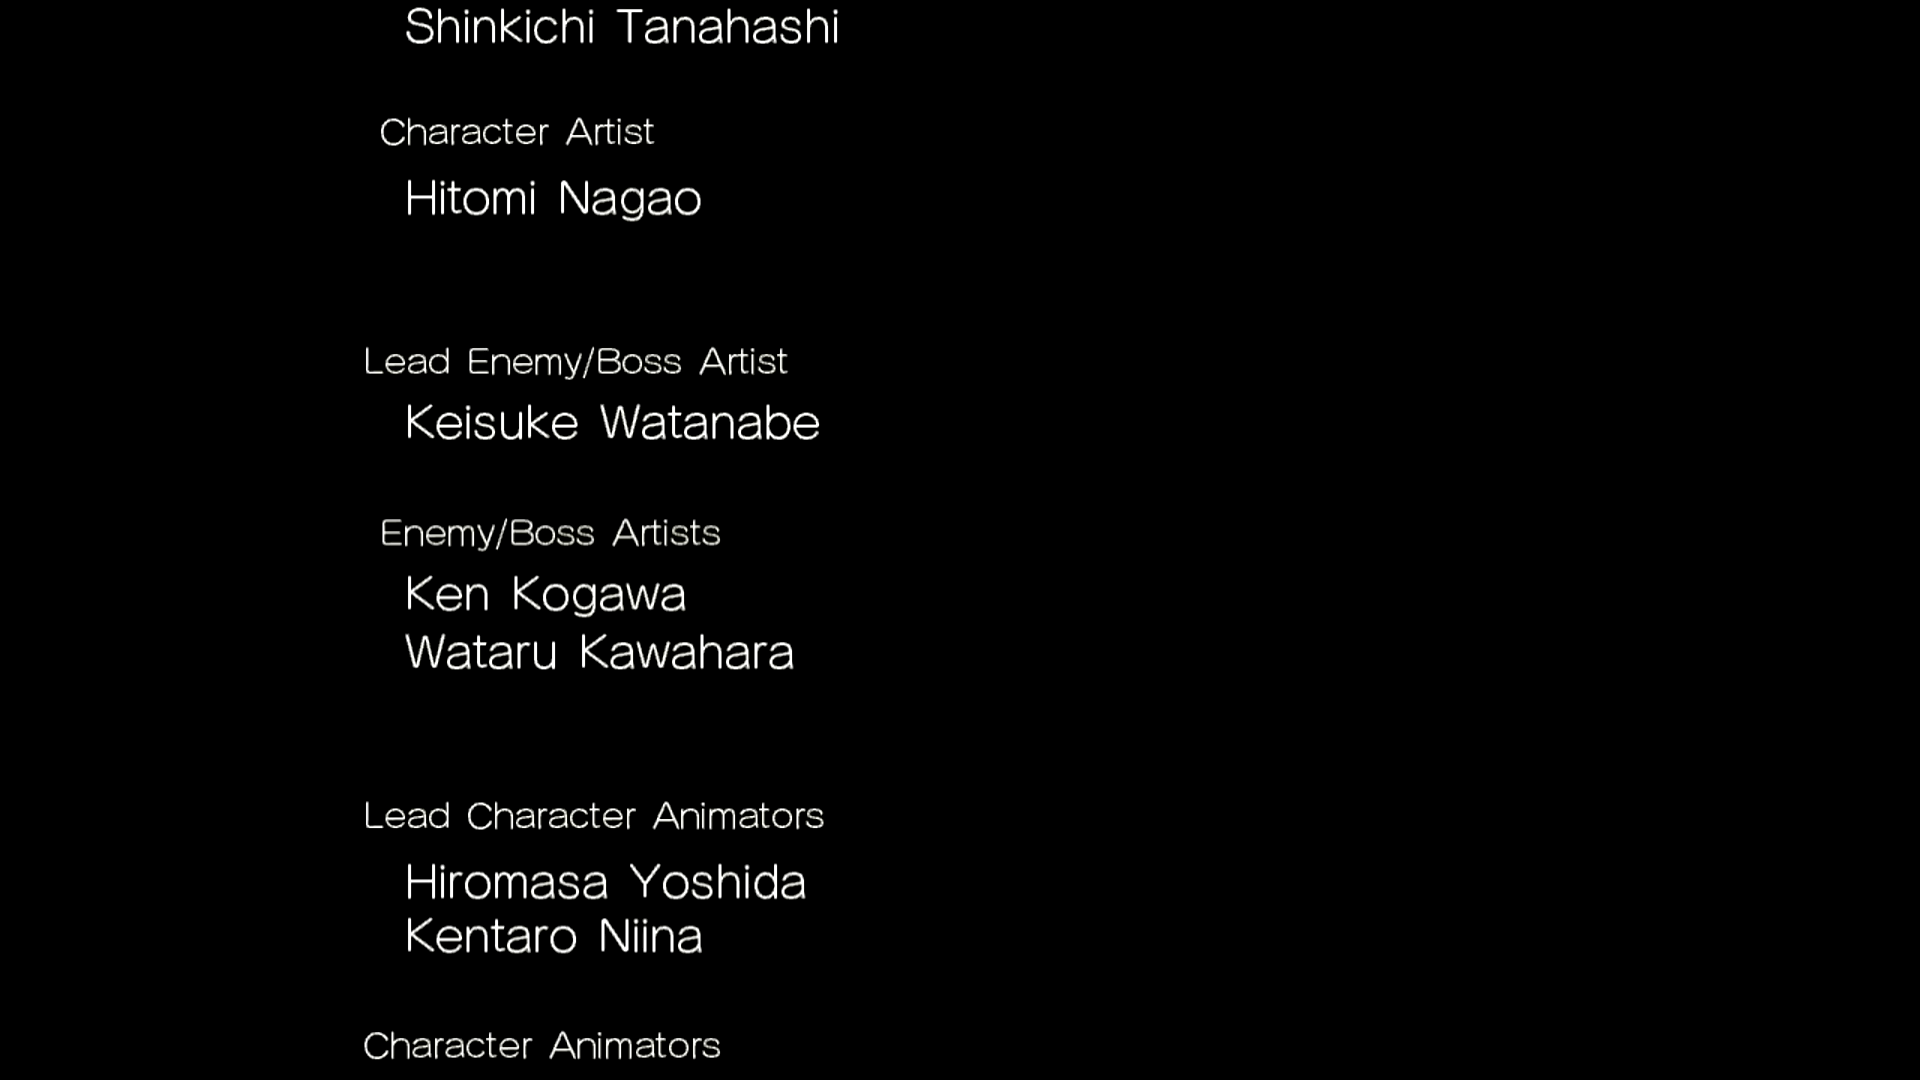 Shinkichi Tanahashi
Character Artist
Hitomi Nagao
Lead Enemy/Boss Artist
Keisuke Watanabe
Enemy/Boss Artists
Ken Kogawa
Wataru Kawahara
Lead Character Animators
Hiromasa Yoshida
Kentaro Niina
Character Animators